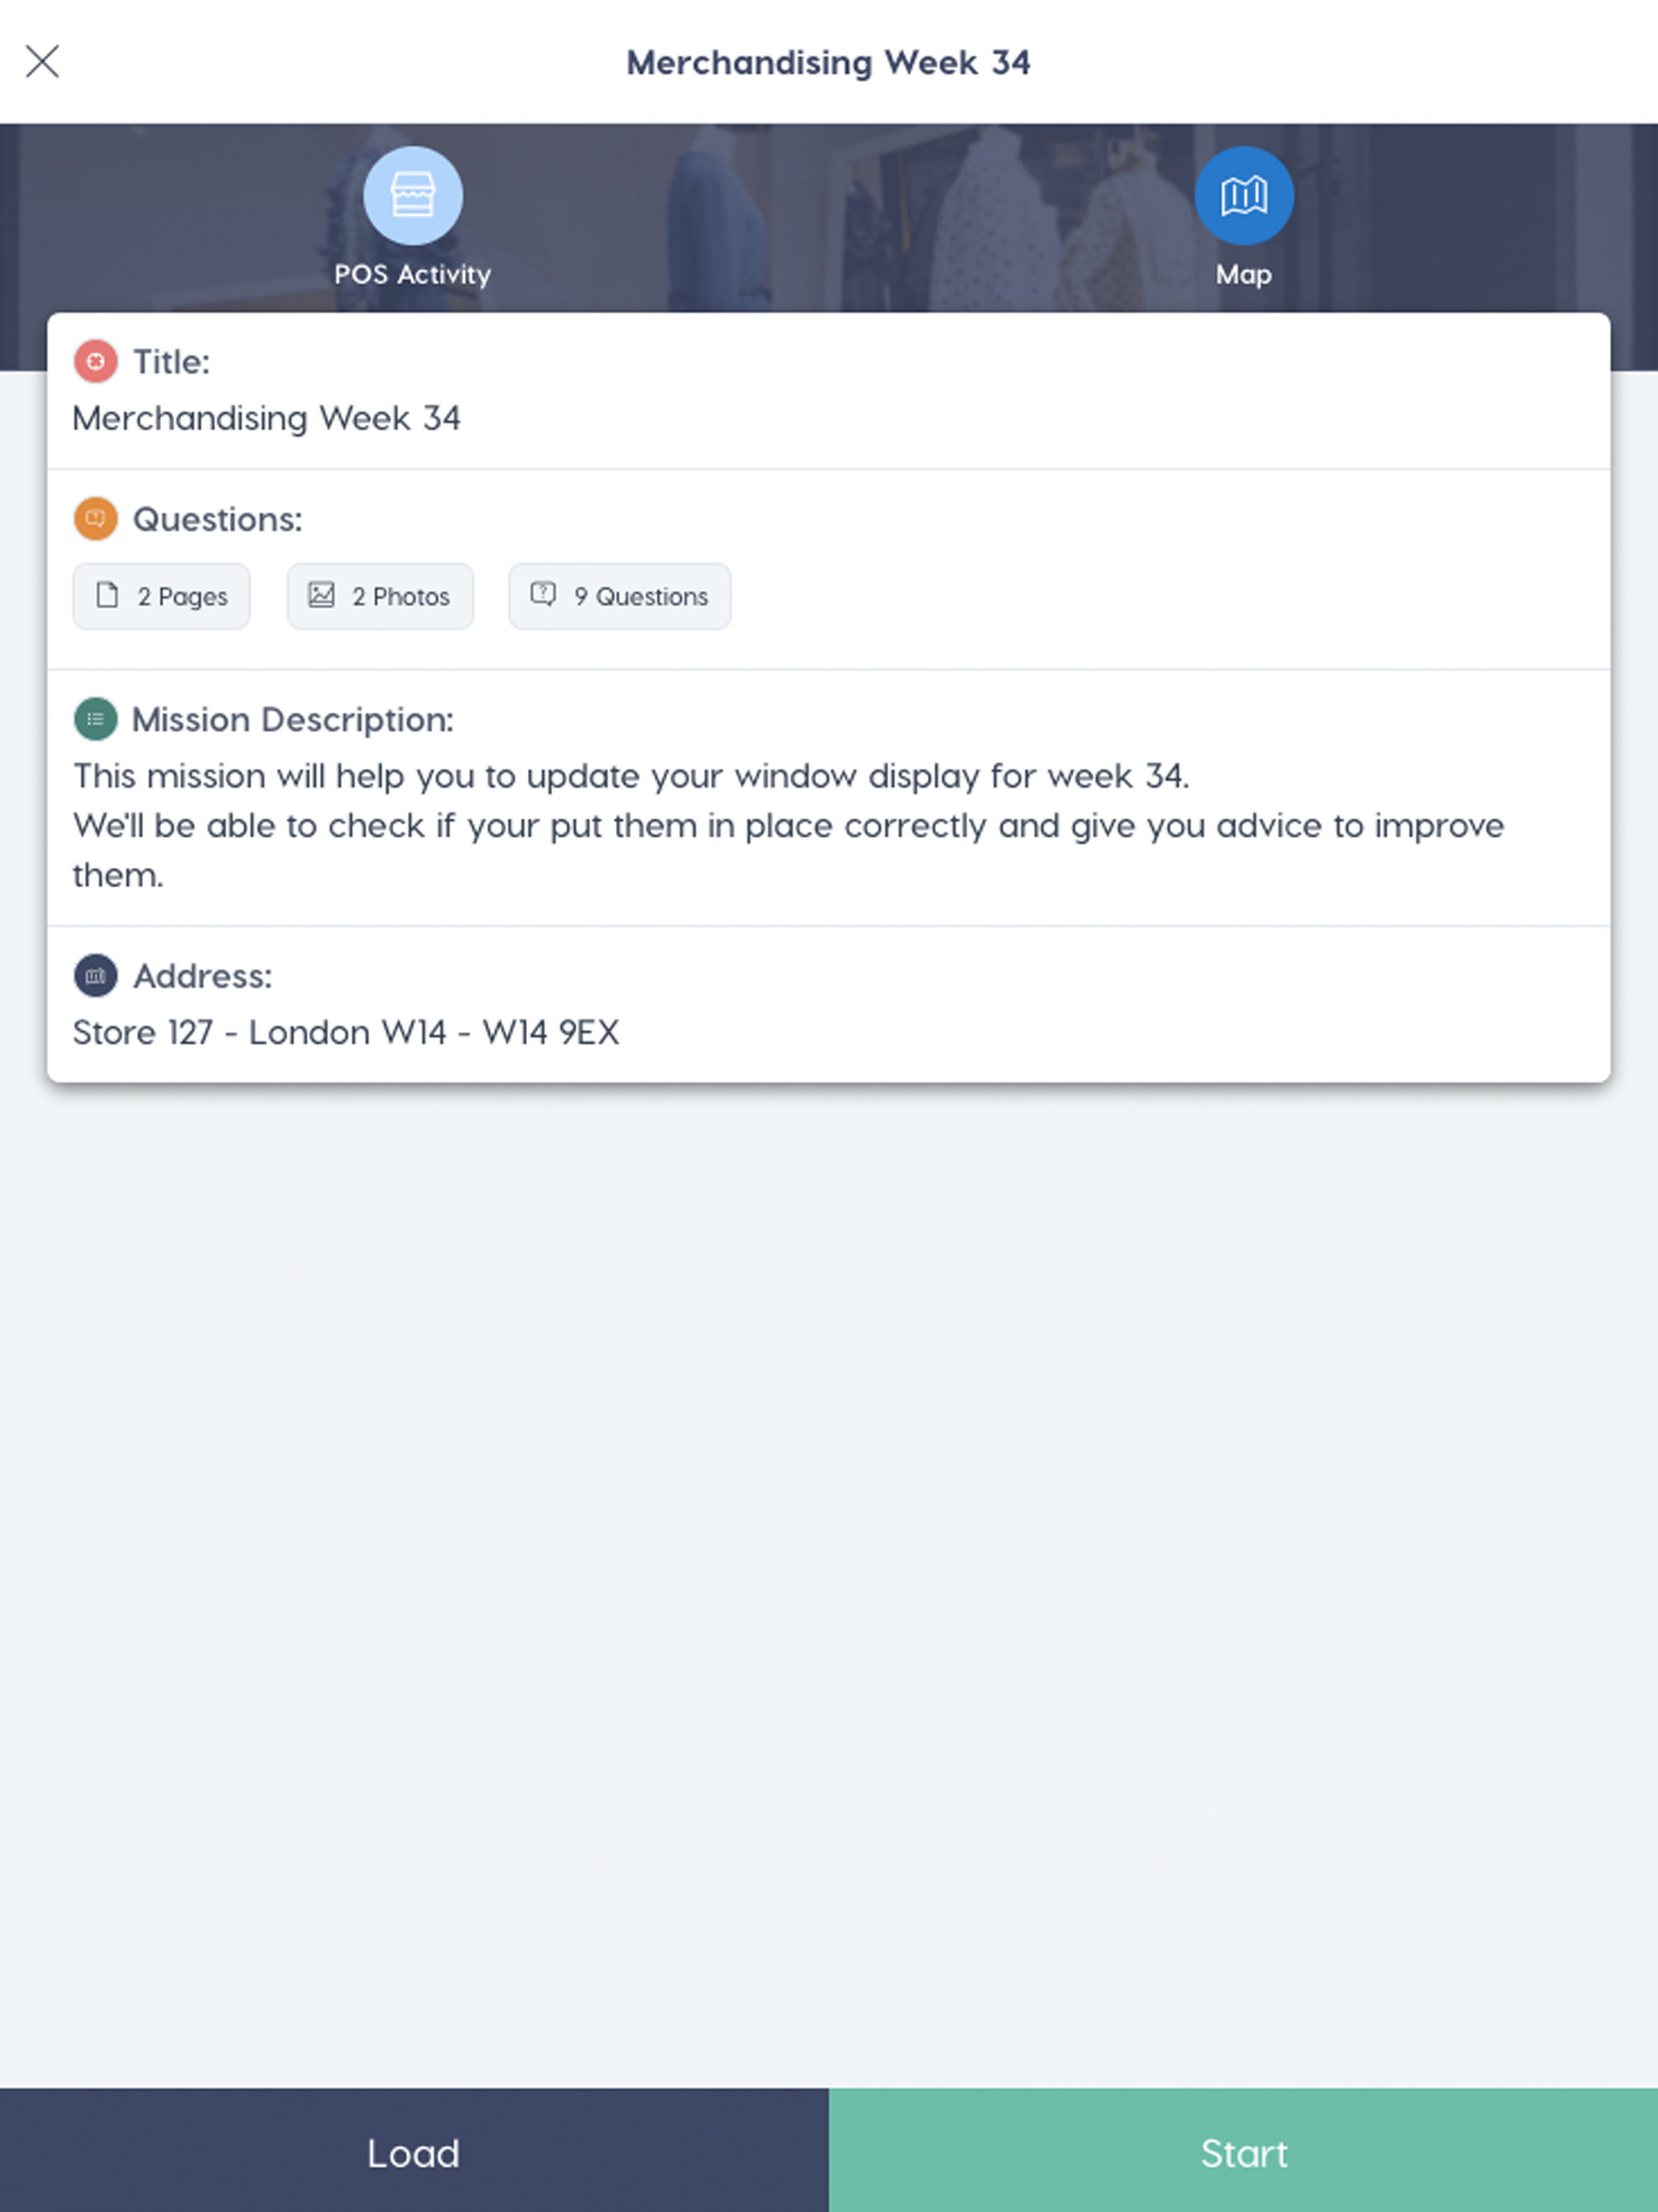 Merchandising Week 34
POS Activity
Map
Title:
Merchandising Week 34
Questions:
2 Pages
2 Photos
9 Questions
Mission Description:
This mission will help you to update your window display for week 34.
We'll be able to check if your put them in place correctly and give you advice to improve
them.
Address:
Store 127 - London W14 - W14 9EX
Load
Start